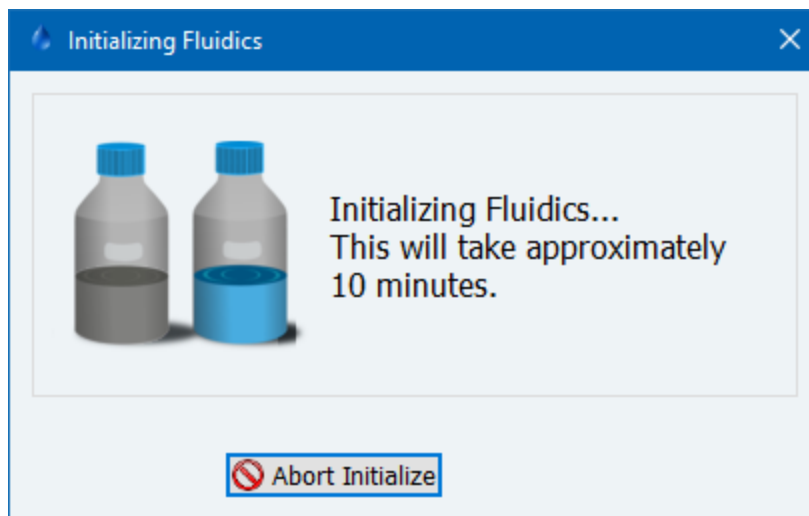 Initializing Fluidics
Initializing Fluidics...
This will take approximately
10 minutes.
Abort Initialize